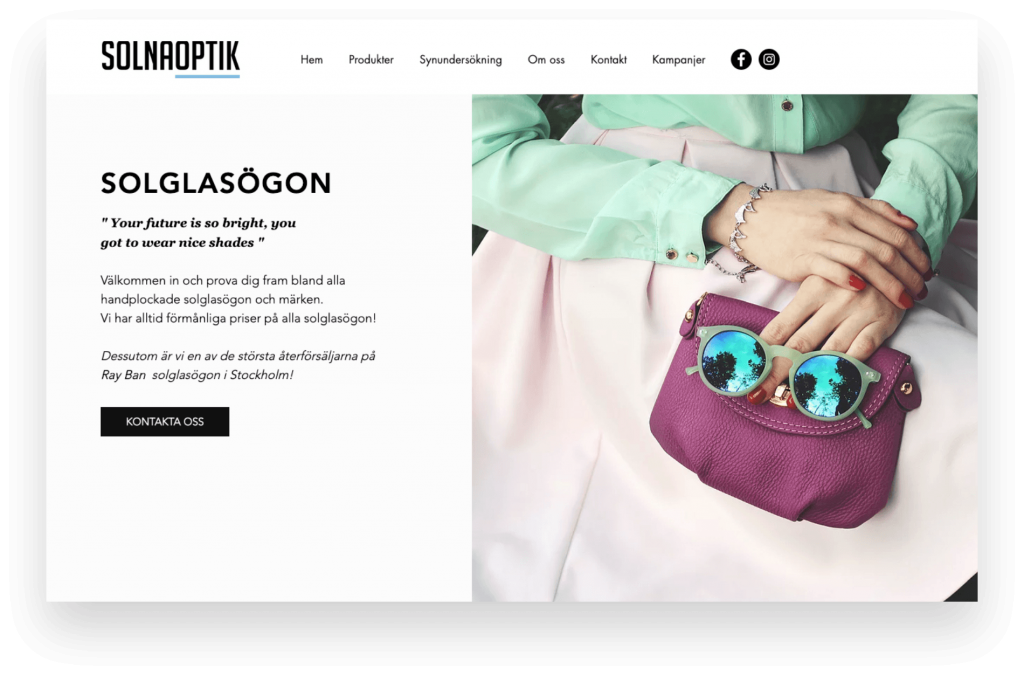 SOLNAOPTIK
Hem Produkter Synundersökning Om oss Kontakt Kampanjer
SOLGLASÖGON
" Your future is so bright, you
got to wear nice shades "
Välkommen in och prova dig fram bland alla
handplockade solglasögon och märken.
Vi har alltid förmånliga priser på alla solglasögon!
Dessutom är vi en av de största återförsäljarna på
Ray Ban solglasögon i Stockholm!
KONTAKTA OSS